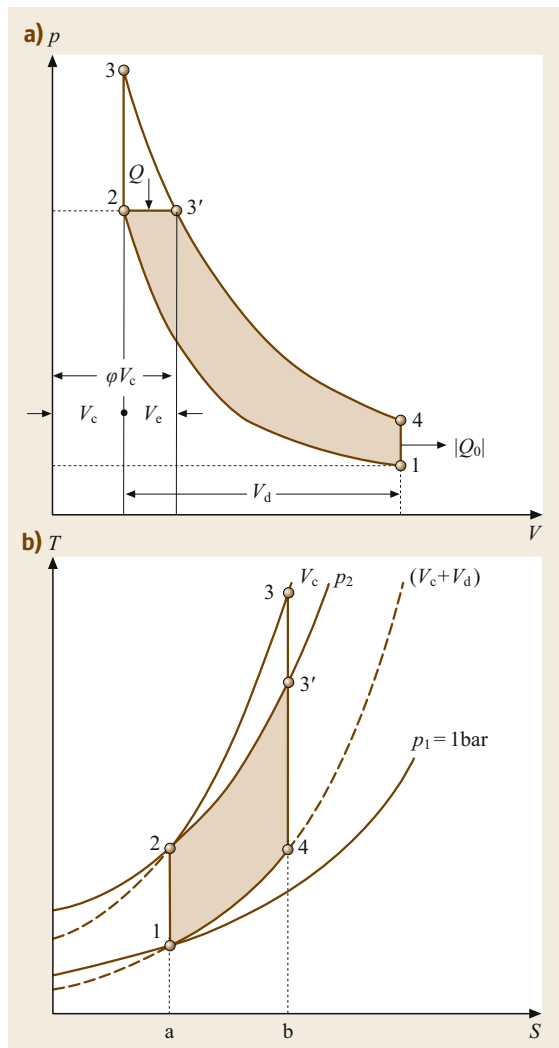 a) p
3
Q
2
3′
φV_c
V_c
V_e
4
|Q_0|
1
V_d
V
b) T
3
V_c
p_2
(V_c + V_d)
3′
p_1 = 1bar
2
4
1
a
b
S